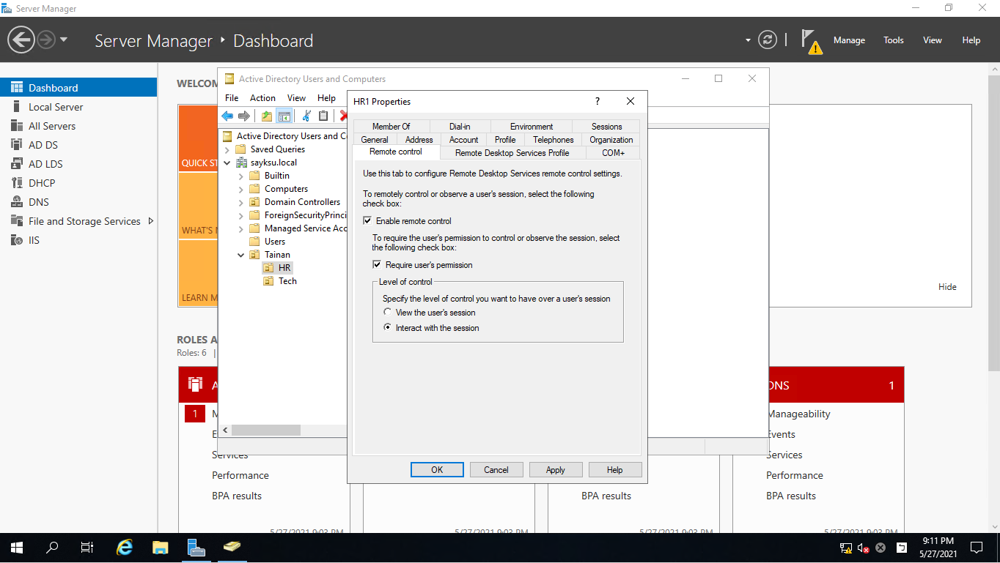 Server Manager
Server Manager • Dashboard
Manage
Tools
View
Help
Dashboard
Local Server
All Servers
AD DS
AD LDS
DHCP
DNS
File and Storage Services
IIS
QUICK ST
WHAT'S
LEARN M
Hide
Roles: 6
1
Services
Performance
BPA results
5/27/2021 9:03 PM
5/27/2021 9:03 PM
BPA results
5/27/2021 9:03 PM
DNS
1
Manageability
Events
Services
Performance
BPA results
5/27/2021 9:03 PM
Active Directory Users and Computers
File
Action
View
Help
Active Directory Users and C
Saved Queries
sayksu.local
Builtin
Computers
Domain Controllers
ForeignSecurityPrinci
Managed Service Acc
Users
Tainan
HR
Tech
HR1 Properties
?
Member Of
Dial-in
Environment
Sessions
General
Address
Account
Profile
Telephones
Organization
Remote control
Remote Desktop Services Profile
COM+
Use this tab to configure Remote Desktop Services remote control settings.
To remotely control or observe a user's session, select the following
check box:
Enable remote control
To require the user's permission to control or observe the session, select
the following check box:
Require user's permission
Level of control
Specify the level of control you want to have over a user's session
View the user's session
Interact with the session
OK
Cancel
Apply
Help
9:11 PM
5/27/2021